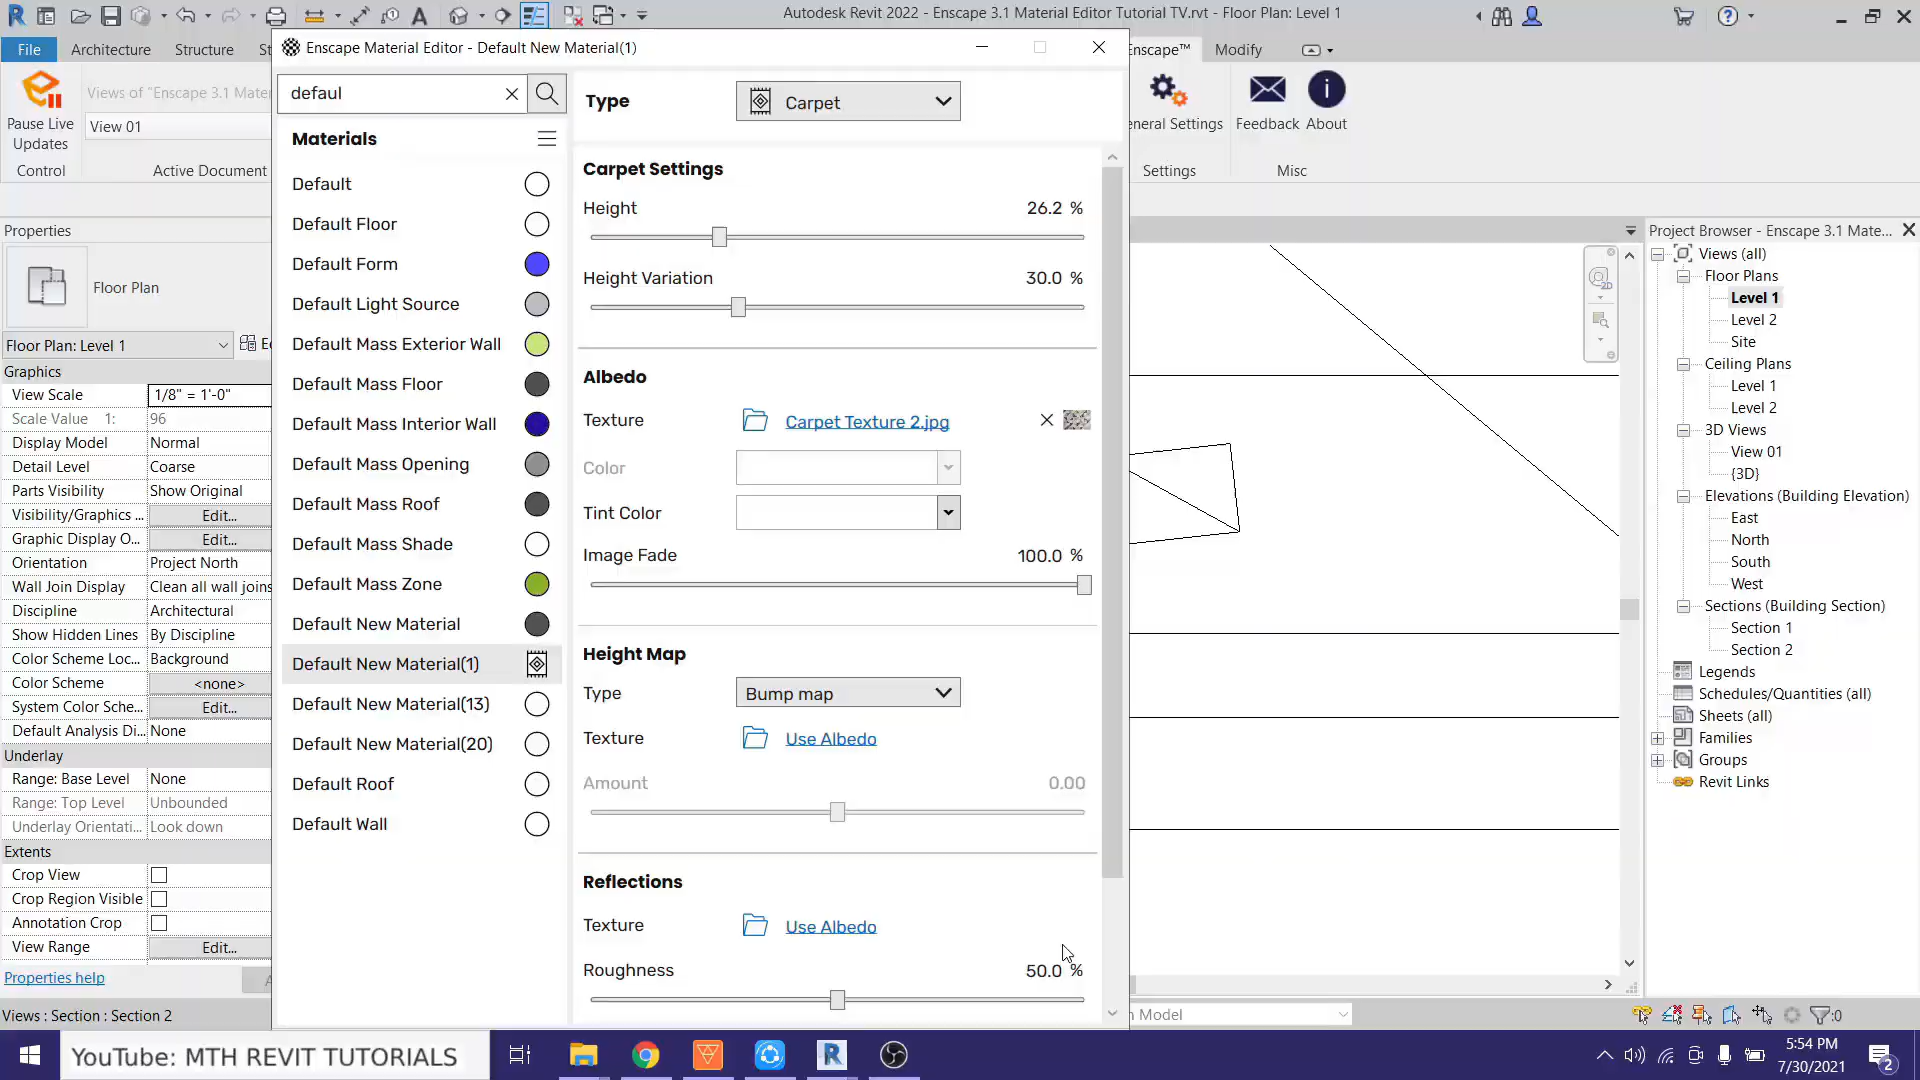 Autodesk Revit 2022 - Enscape 3.1 Material Editor Tutorial TV.rvt - Floor Plan: Level 1
File
Architecture
Structure
St
Enscape™
Modify
Pause Live
Updates
Control
Views of "Enscape 3.1 Mate
View 01
Active Document
eneral Settings
Feedback
About
Settings
Misc
Enscape Material Editor - Default New Material(1)
defaul
Materials
Default
Default Floor
Default Form
Default Light Source
Default Mass Exterior Wall
Default Mass Floor
Default Mass Interior Wall
Default Mass Opening
Default Mass Roof
Default Mass Shade
Default Mass Zone
Default New Material
Default New Material(1)
Default New Material(13)
Default New Material(20)
Default Roof
Default Wall
Type
Carpet
Carpet Settings
Height 26.2 %
Height Variation 30.0 %
Albedo
Texture Carpet Texture 2.jpg
Color
Tint Color
Image Fade 100.0 %
Height Map
Type Bump map
Texture Use Albedo
Amount 0.00
Reflections
Texture Use Albedo
Roughness 50.0 %
Properties
Floor Plan
Floor Plan: Level 1
Graphics
View Scale 1/8" = 1'-0"
Scale Value 1: 96
Display Model Normal
Detail Level Coarse
Parts Visibility Show Original
Visibility/Graphics ... Edit...
Graphic Display O... Edit...
Orientation Project North
Wall Join Display Clean all wall joins
Discipline Architectural
Show Hidden Lines By Discipline
Color Scheme Loc... Background
Color Scheme <none>
System Color Sche... Edit...
Default Analysis Di... None
Underlay
Range: Base Level None
Range: Top Level Unbounded
Underlay Orientati... Look down
Extents
Crop View
Crop Region Visible
Annotation Crop
View Range Edit...
Properties help
Views : Section : Section 2
2D
Project Browser - Enscape 3.1 Mate...
Views (all)
Floor Plans
Level 1
Level 2
Site
Ceiling Plans
Level 1
Level 2
3D Views
View 01
{3D}
Elevations (Building Elevation)
East
North
South
West
Sections (Building Section)
Section 1
Section 2
Legends
Schedules/Quantities (all)
Sheets (all)
Families
Groups
Revit Links
Model
:0
YouTube: MTH REVIT TUTORIALS
5:54 PM
7/30/2021
2